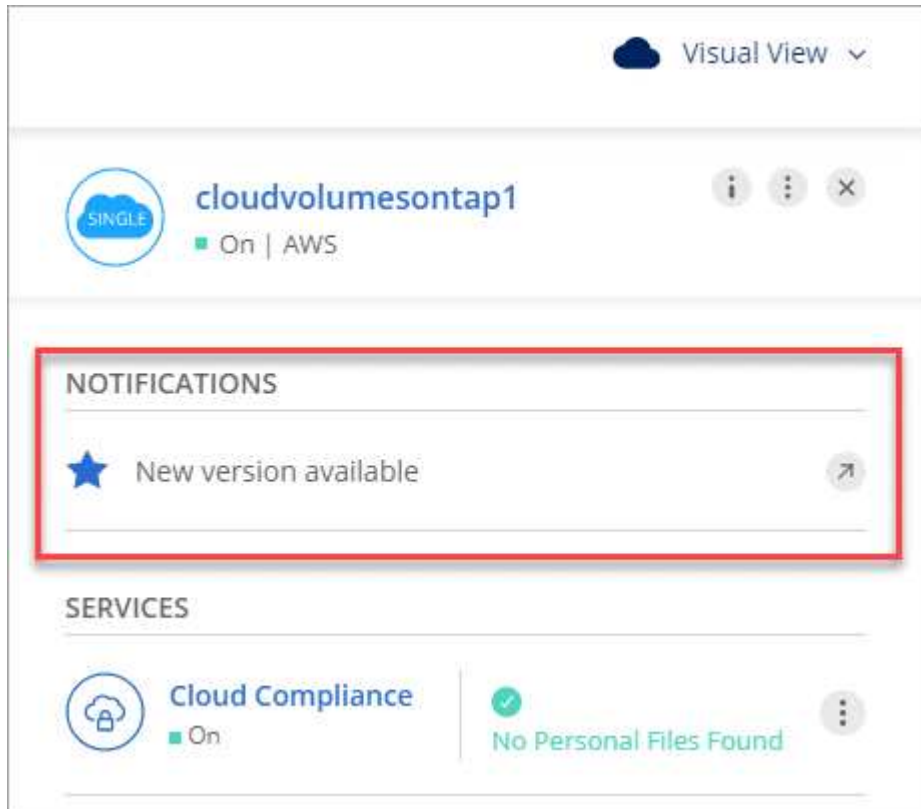 Visual View
SINGLE
cloudvolumesontap1
On | AWS
NOTIFICATIONS
New version available
SERVICES
Cloud Compliance
On
No Personal Files Found